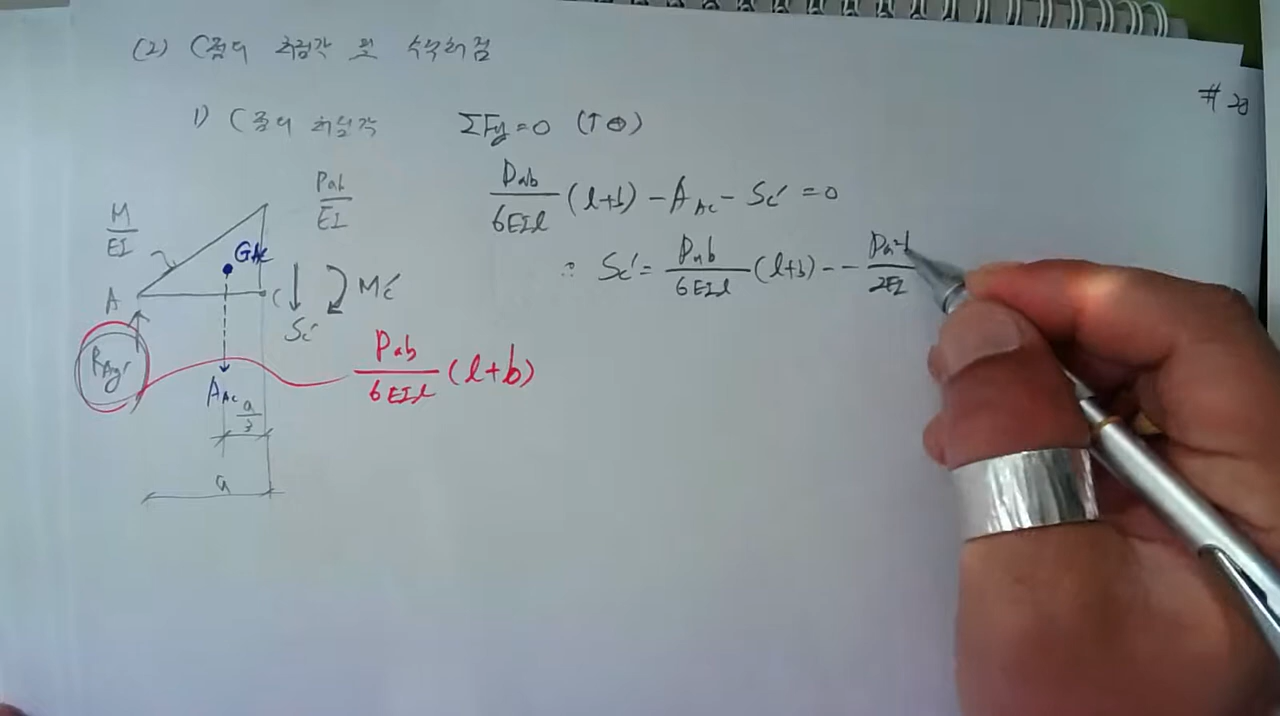 (2) C점의 처짐각 및 수직처짐
#28
1) C점의 처짐각 ΣFy=0 (↑⊕)
Pab/6EIl (l+b) - A_AC - Sc' = 0
∴ Sc' = Pab/6EIl (l+b) - - Pa²b/2EI
M/EI
Pab/EI
G_AC
A
C
Sc'
Mc'
R_Ay'
Pab/6EIl (l+b)
A_AC
a/3
a